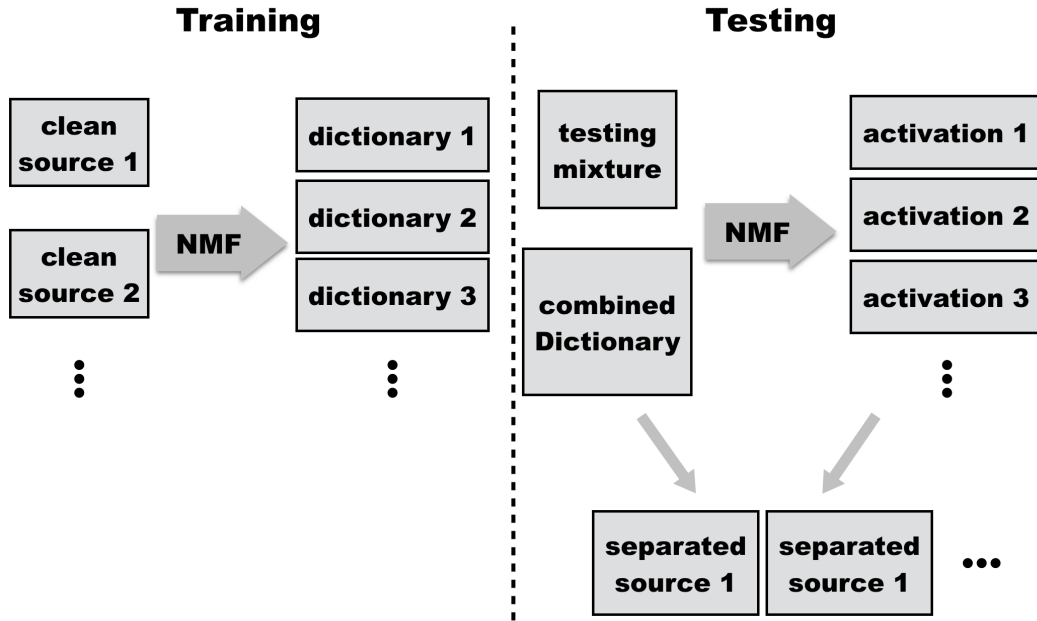 Training
clean
source 1
clean
source 2
NMF
dictionary 1
dictionary 2
dictionary 3
Testing
testing
mixture
combined
Dictionary
NMF
activation 1
activation 2
activation 3
separated
source 1
separated
source 1